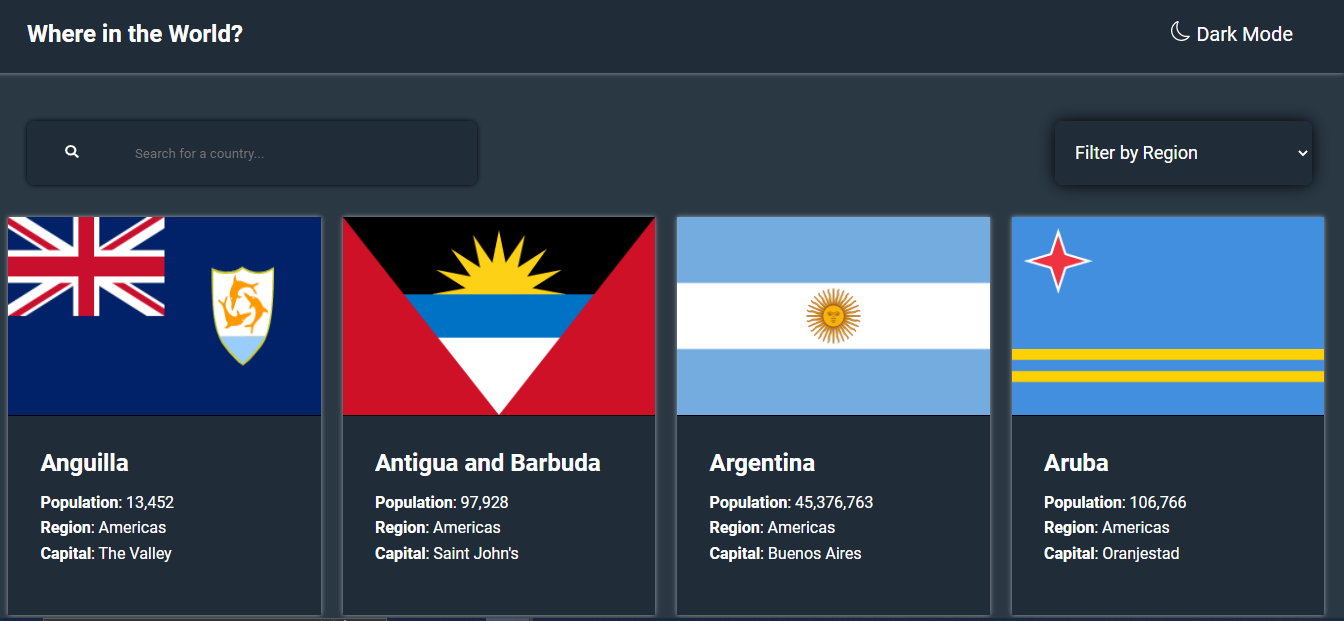 Where in the World?
Dark Mode
Search for a country...
Filter by Region
Anguilla
Population: 13,452
Region: Americas
Capital: The Valley
Antigua and Barbuda
Population: 97,928
Region: Americas
Capital: Saint John's
Argentina
Population: 45,376,763
Region: Americas
Capital: Buenos Aires
Aruba
Population: 106,766
Region: Americas
Capital: Oranjestad